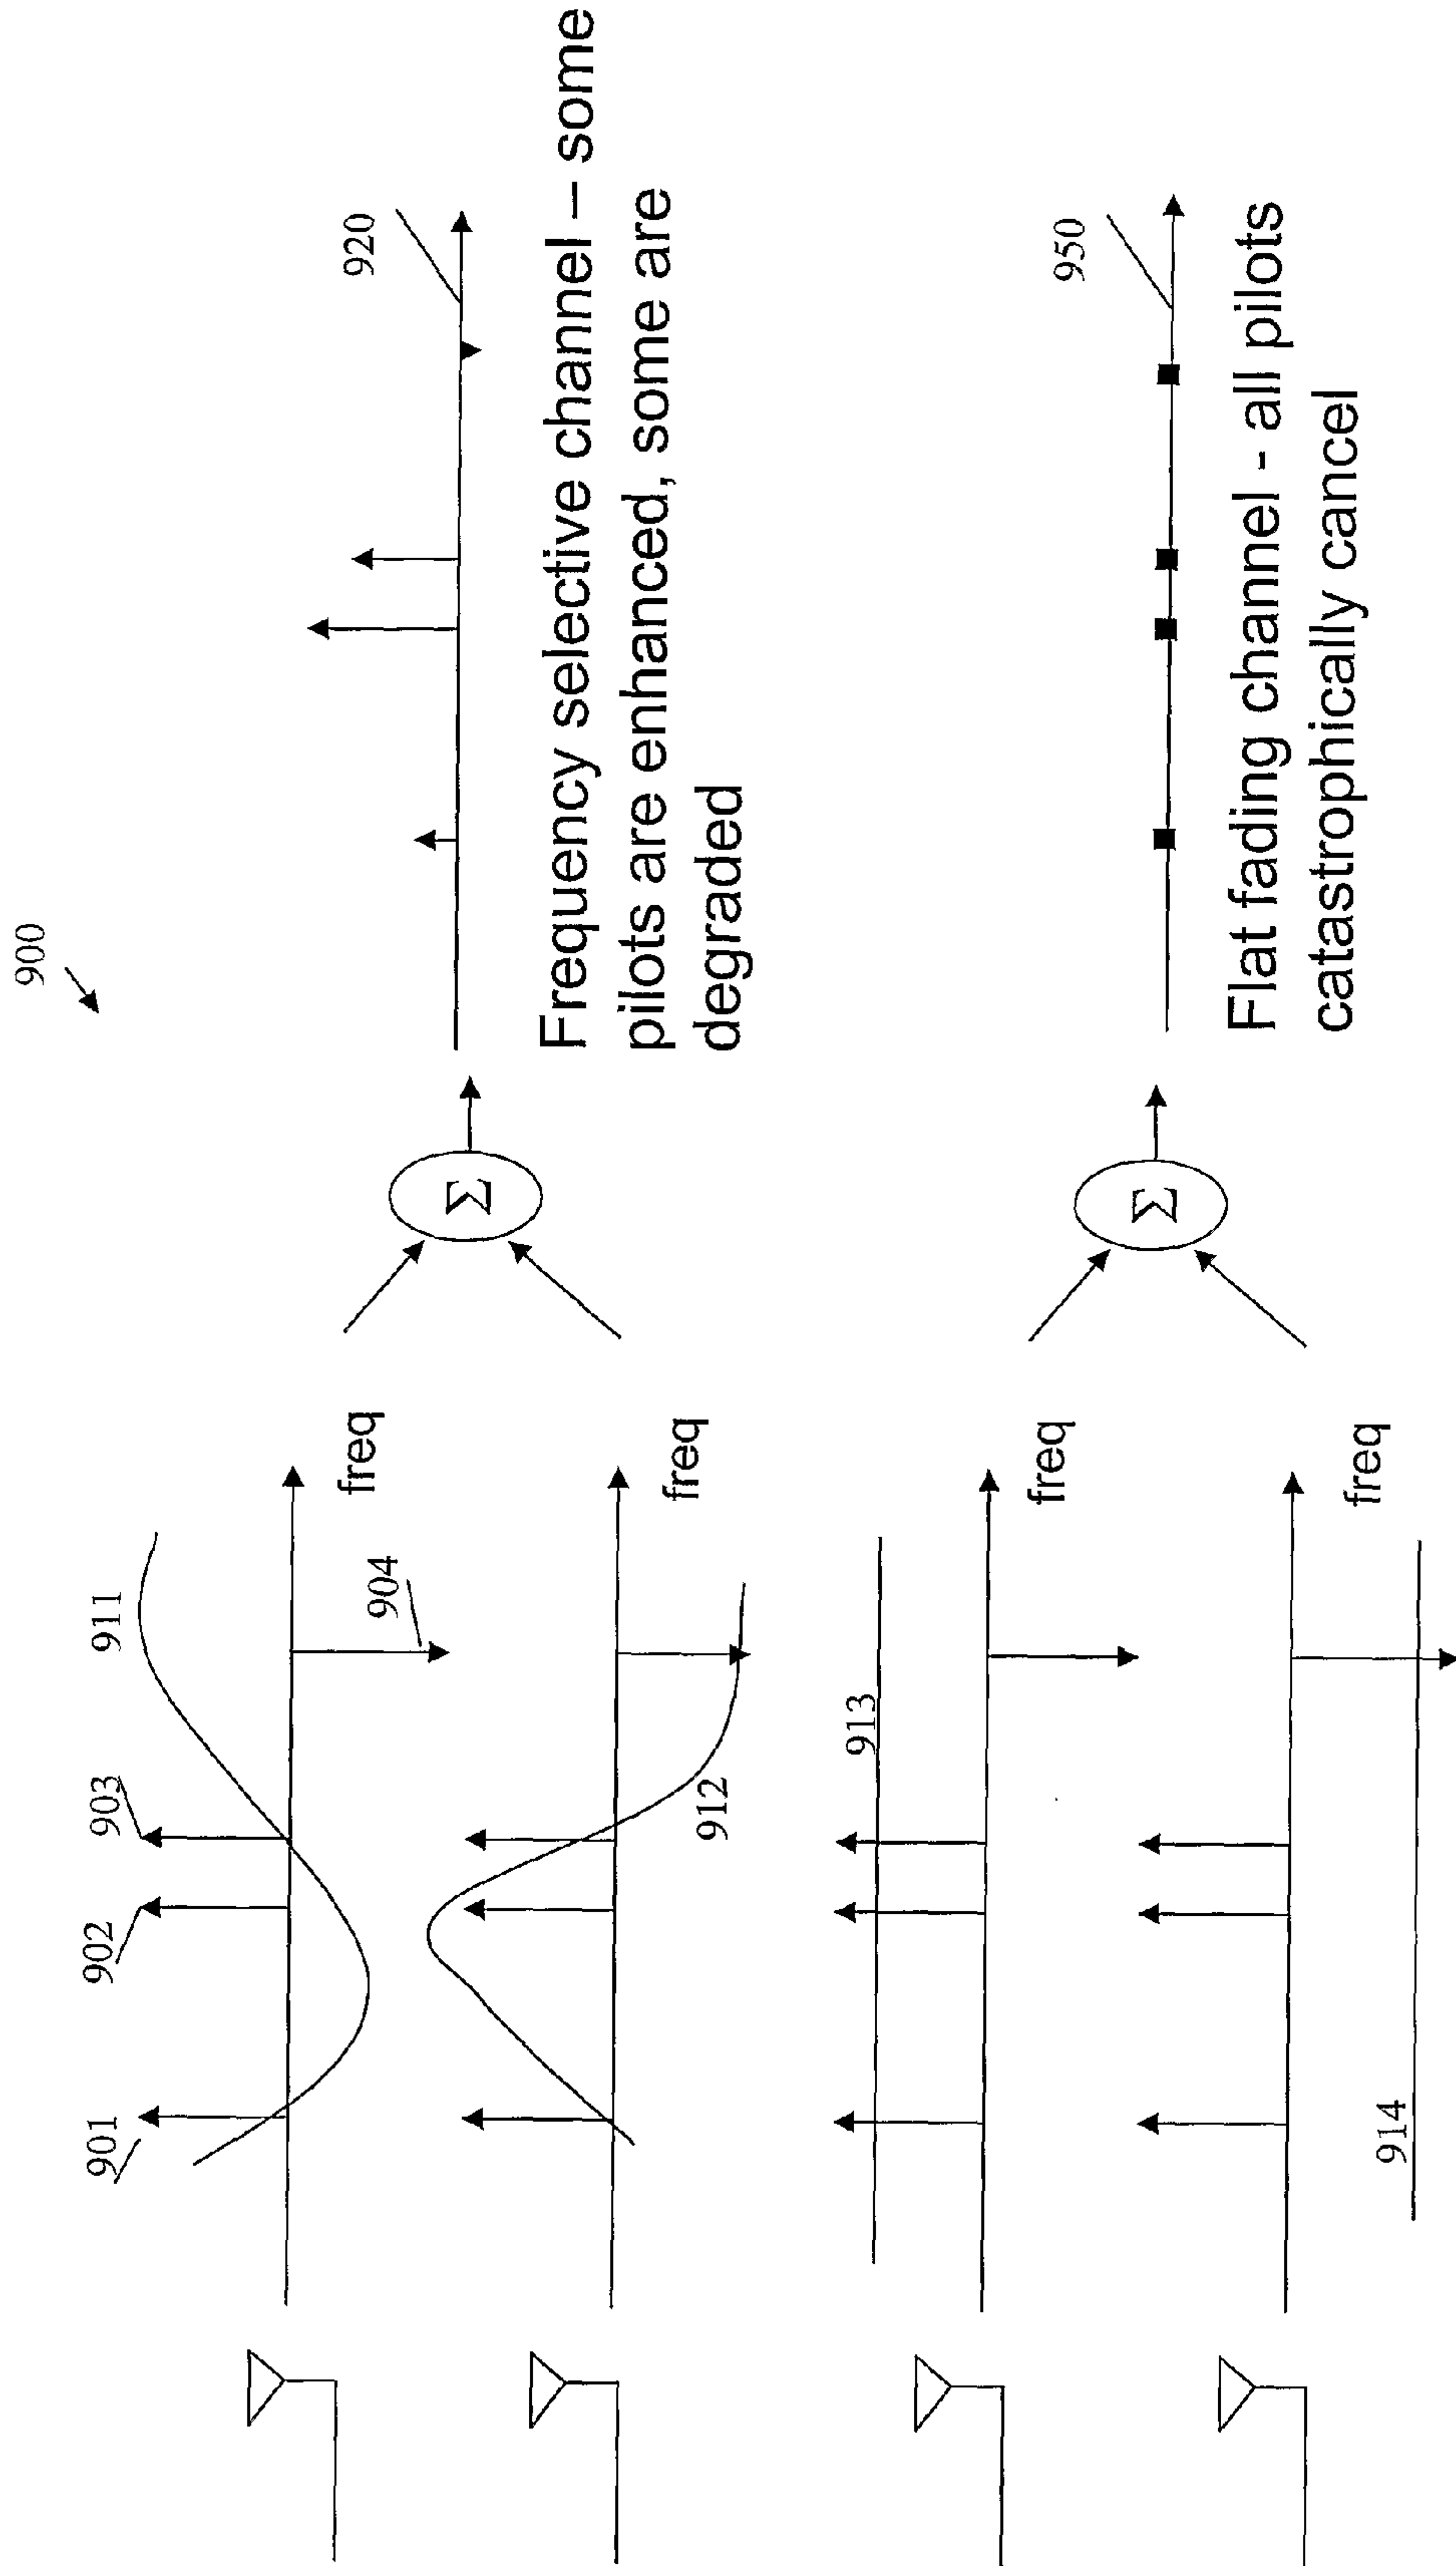 900
901
902
903
911
904
freq
920
Frequency selective channel – some
pilots are enhanced, some are
degraded
Σ
912
freq
913
freq
950
Flat fading channel - all pilots
catastrophically cancel
Σ
914
freq